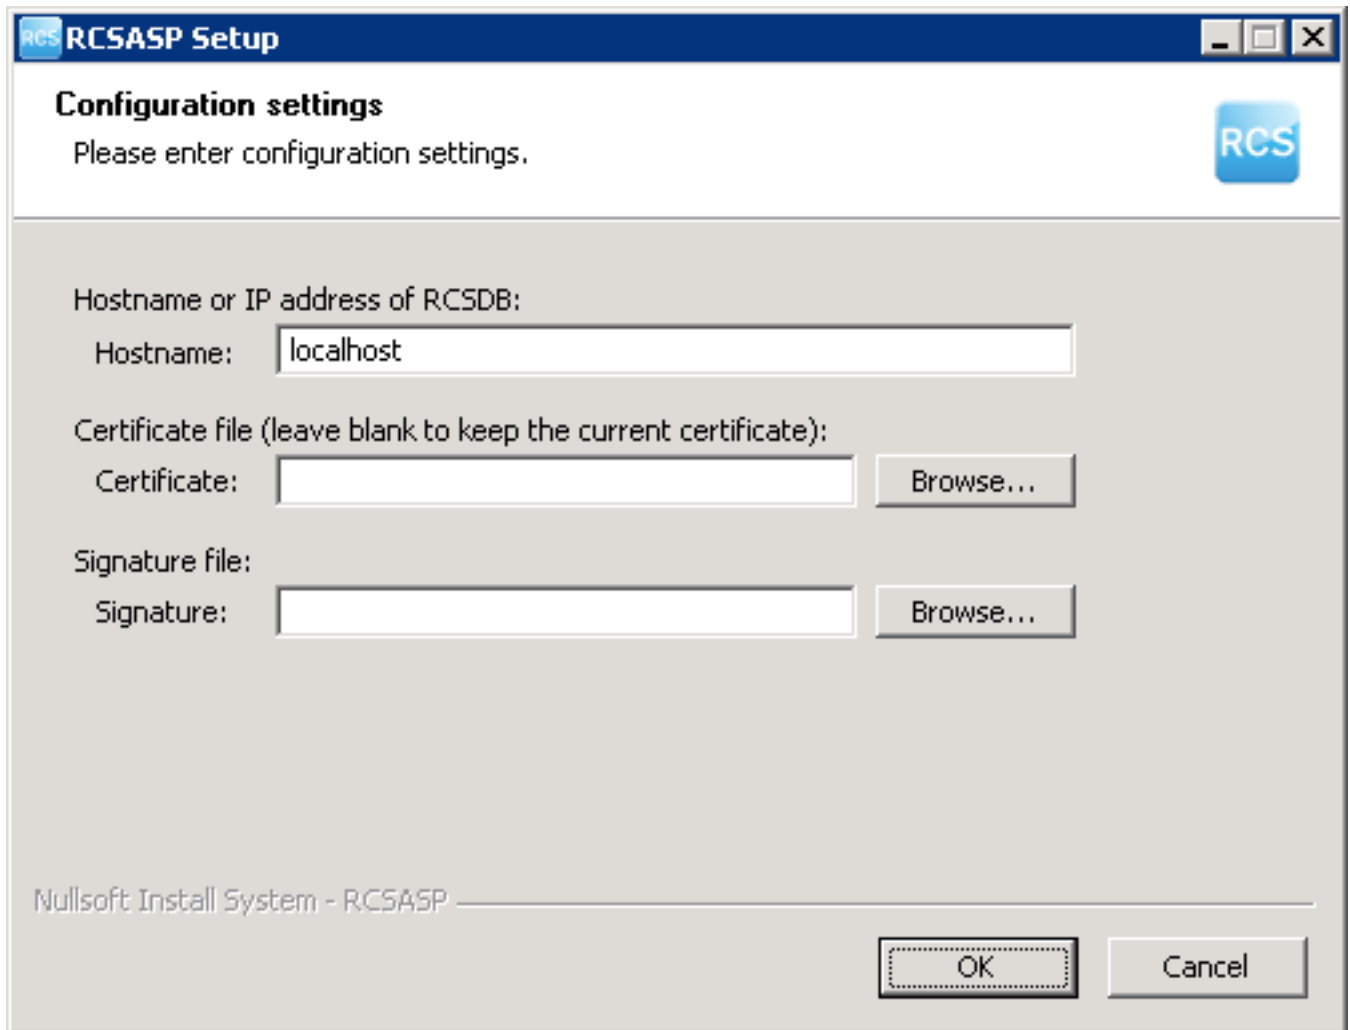 RCS RCSASP Setup
Configuration settings
Please enter configuration settings.
RCS
Hostname or IP address of RCSDB:
Hostname: localhost
Certificate file (leave blank to keep the current certificate):
Certificate: Browse...
Signature file:
Signature: Browse...
Nullsoft Install System - RCSASP
OK Cancel